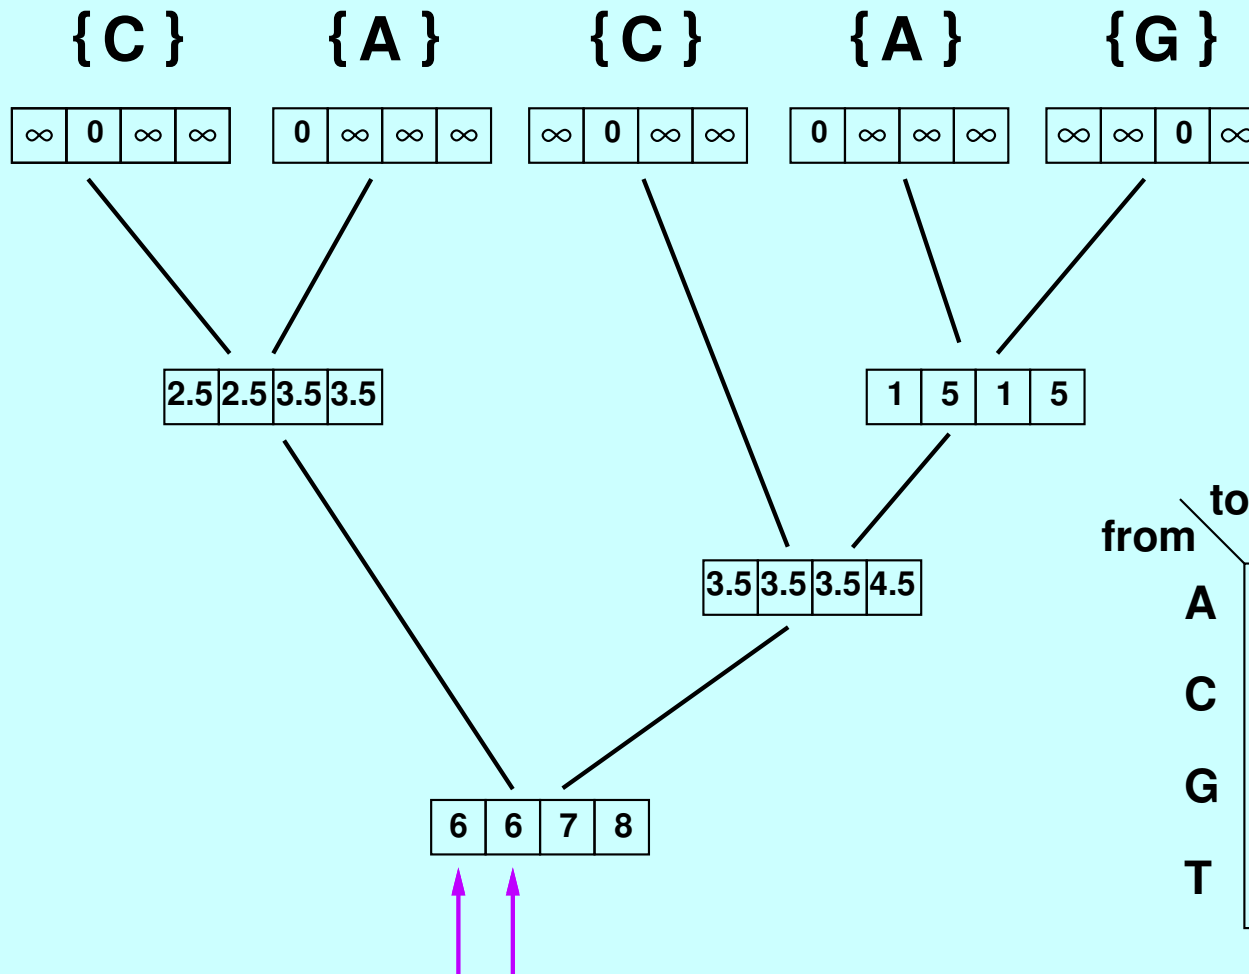 { C } { A } { C } { A } { G }
∞ 0 ∞ ∞ 0 ∞ ∞ ∞ ∞ 0 ∞ ∞ 0 ∞ ∞ ∞ ∞ ∞ 0 ∞
2.5 2.5 3.5 3.5 1 5 1 5
to
from
3.5 3.5 3.5 4.5
A
C
G
6 6 7 8
T